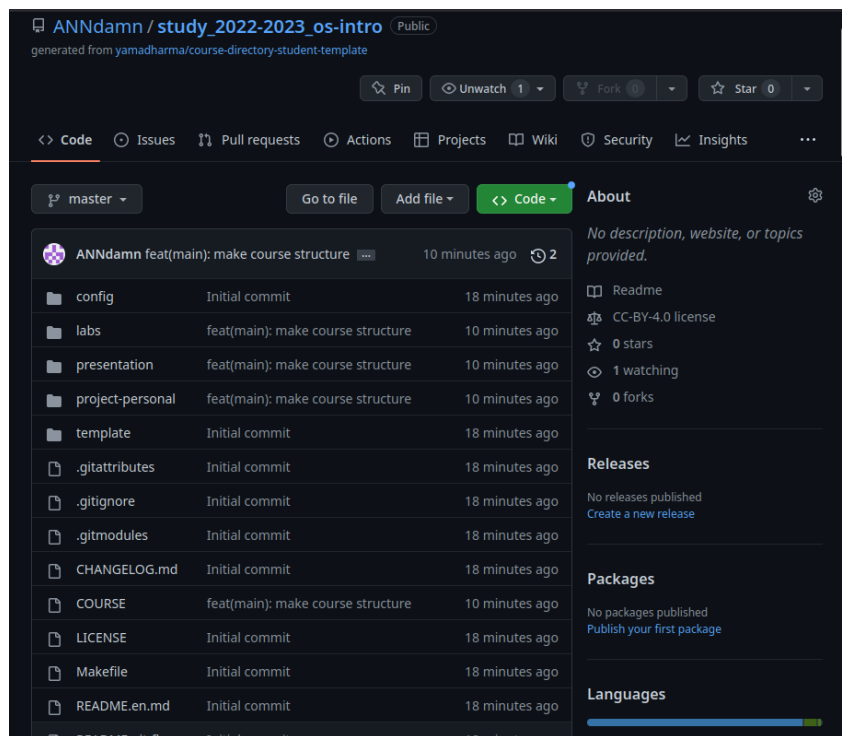 ANNdamn / study_2022-2023_os-intro Public
generated from yamadharma/course-directory-student-template
Pin Unwatch 1 Fork 0 Star 0
Code Issues Pull requests Actions Projects Wiki Security Insights ...
master Go to file Add file Code
ANNdamn feat(main): make course structure ... 10 minutes ago 2
config Initial commit 18 minutes ago
labs feat(main): make course structure 10 minutes ago
presentation feat(main): make course structure 10 minutes ago
project-personal feat(main): make course structure 10 minutes ago
template Initial commit 18 minutes ago
.gitattributes Initial commit 18 minutes ago
.gitignore Initial commit 18 minutes ago
.gitmodules Initial commit 18 minutes ago
CHANGELOG.md Initial commit 18 minutes ago
COURSE feat(main): make course structure 10 minutes ago
LICENSE Initial commit 18 minutes ago
Makefile Initial commit 18 minutes ago
README.en.md Initial commit 18 minutes ago
About
No description, website, or topics
provided.
Readme
CC-BY-4.0 license
0 stars
1 watching
0 forks
Releases
No releases published
Create a new release
Packages
No packages published
Publish your first package
Languages